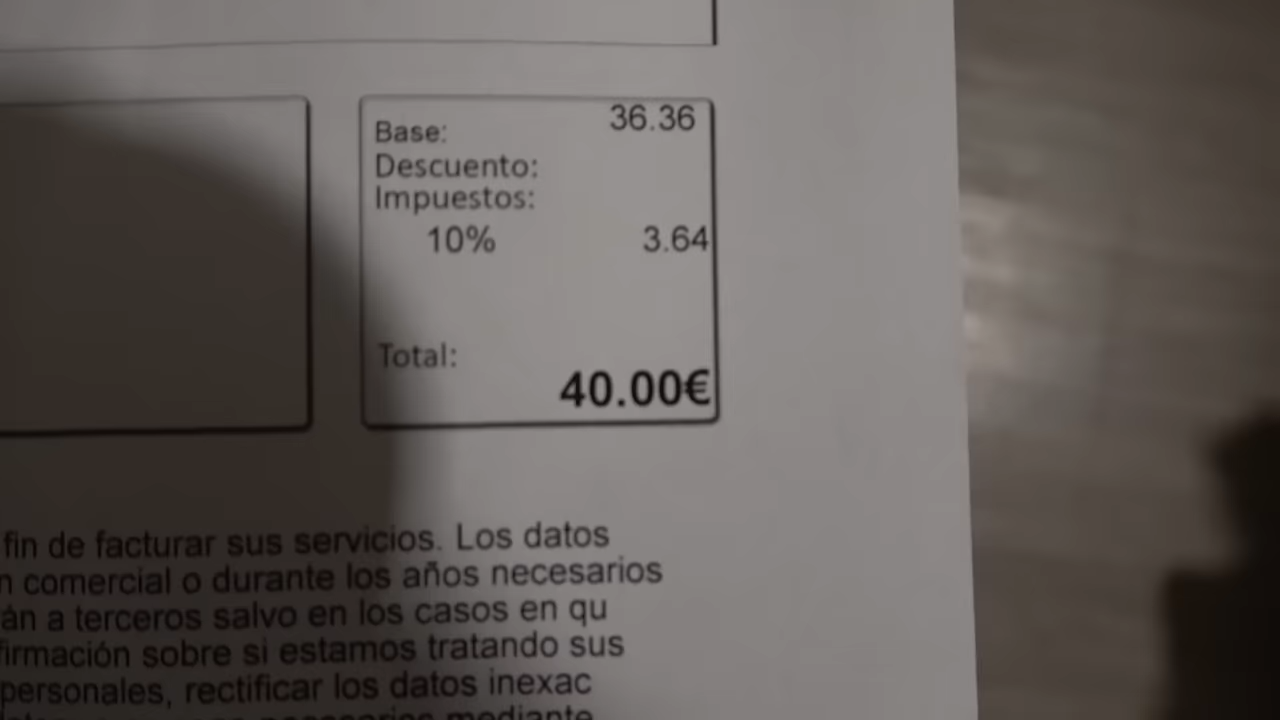 Base: 36.36
Descuento:
Impuestos:
10% 3.64
Total:
40.00€
fin de facturar sus servicios. Los datos
n comercial o durante los años necesarios
án a terceros salvo en los casos en qu
firmación sobre si estamos tratando sus
personales, rectificar los datos inexac
necesarios mediante